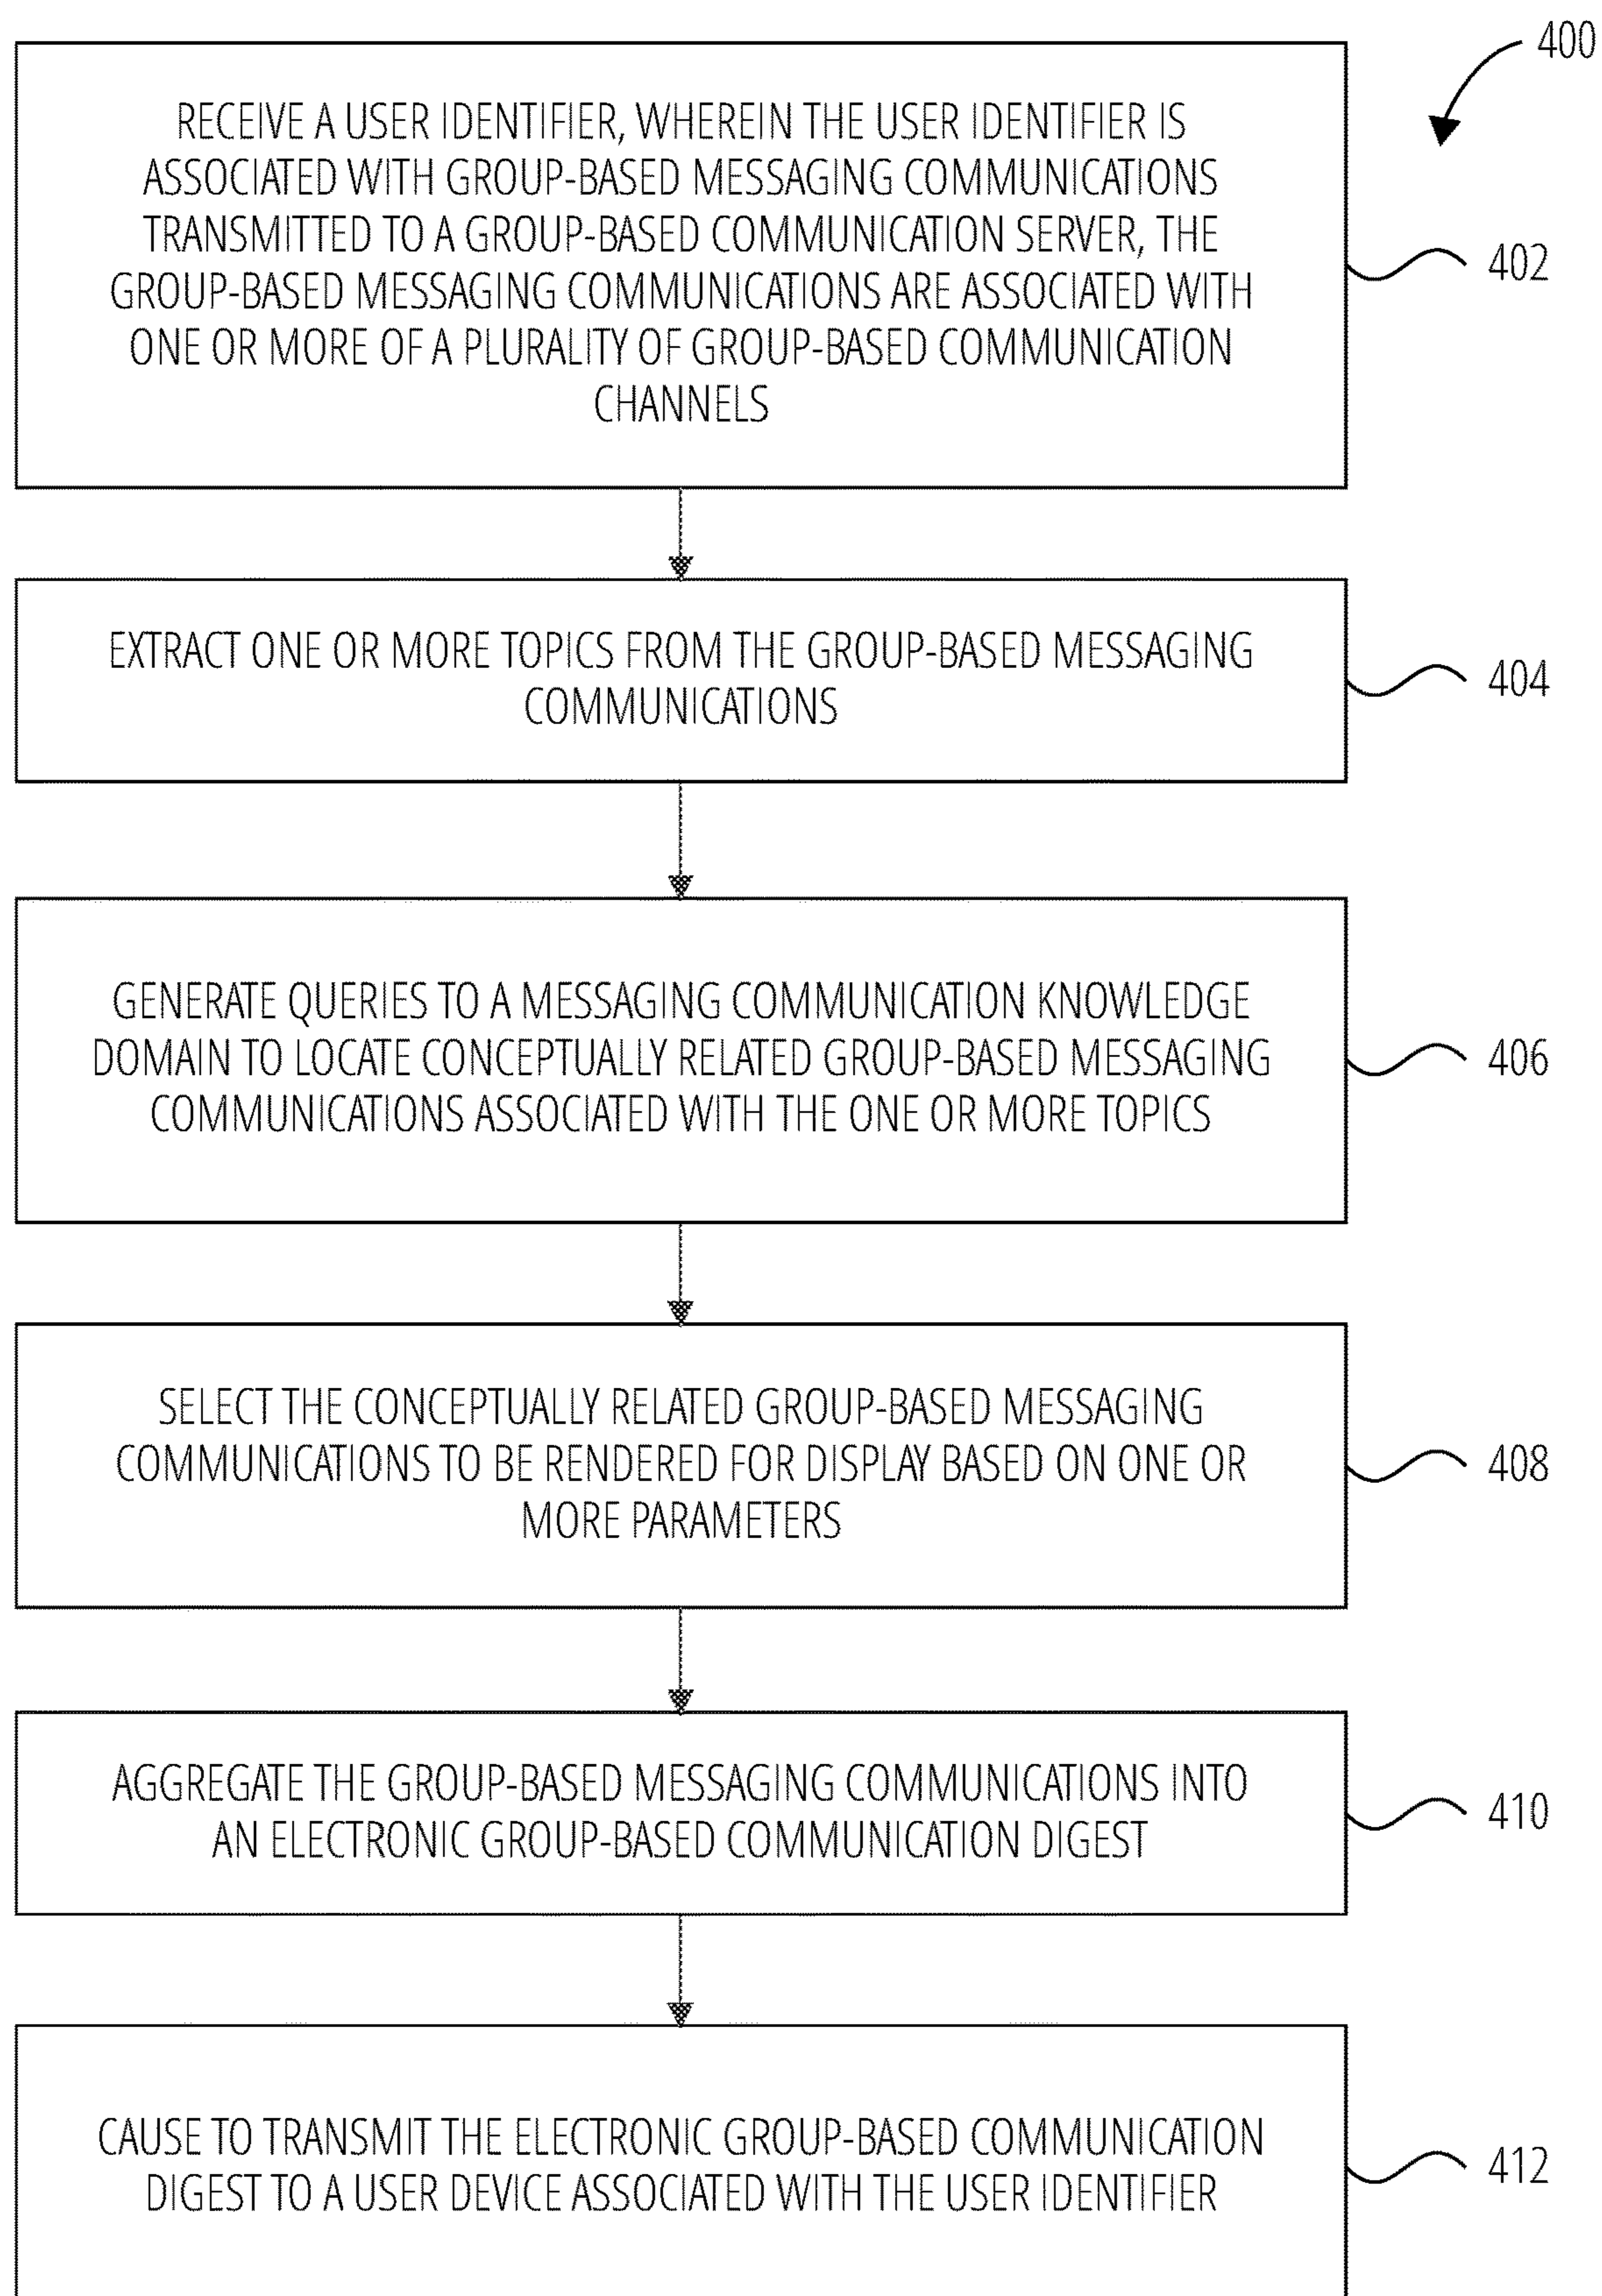 400
RECEIVE A USER IDENTIFIER, WHEREIN THE USER IDENTIFIER IS
ASSOCIATED WITH GROUP-BASED MESSAGING COMMUNICATIONS
TRANSMITTED TO A GROUP-BASED COMMUNICATION SERVER, THE
GROUP-BASED MESSAGING COMMUNICATIONS ARE ASSOCIATED WITH
ONE OR MORE OF A PLURALITY OF GROUP-BASED COMMUNICATION
CHANNELS
402
EXTRACT ONE OR MORE TOPICS FROM THE GROUP-BASED MESSAGING
COMMUNICATIONS
404
GENERATE QUERIES TO A MESSAGING COMMUNICATION KNOWLEDGE
DOMAIN TO LOCATE CONCEPTUALLY RELATED GROUP-BASED MESSAGING
COMMUNICATIONS ASSOCIATED WITH THE ONE OR MORE TOPICS
406
SELECT THE CONCEPTUALLY RELATED GROUP-BASED MESSAGING
COMMUNICATIONS TO BE RENDERED FOR DISPLAY BASED ON ONE OR
MORE PARAMETERS
408
AGGREGATE THE GROUP-BASED MESSAGING COMMUNICATIONS INTO
AN ELECTRONIC GROUP-BASED COMMUNICATION DIGEST
410
CAUSE TO TRANSMIT THE ELECTRONIC GROUP-BASED COMMUNICATION
DIGEST TO A USER DEVICE ASSOCIATED WITH THE USER IDENTIFIER
412